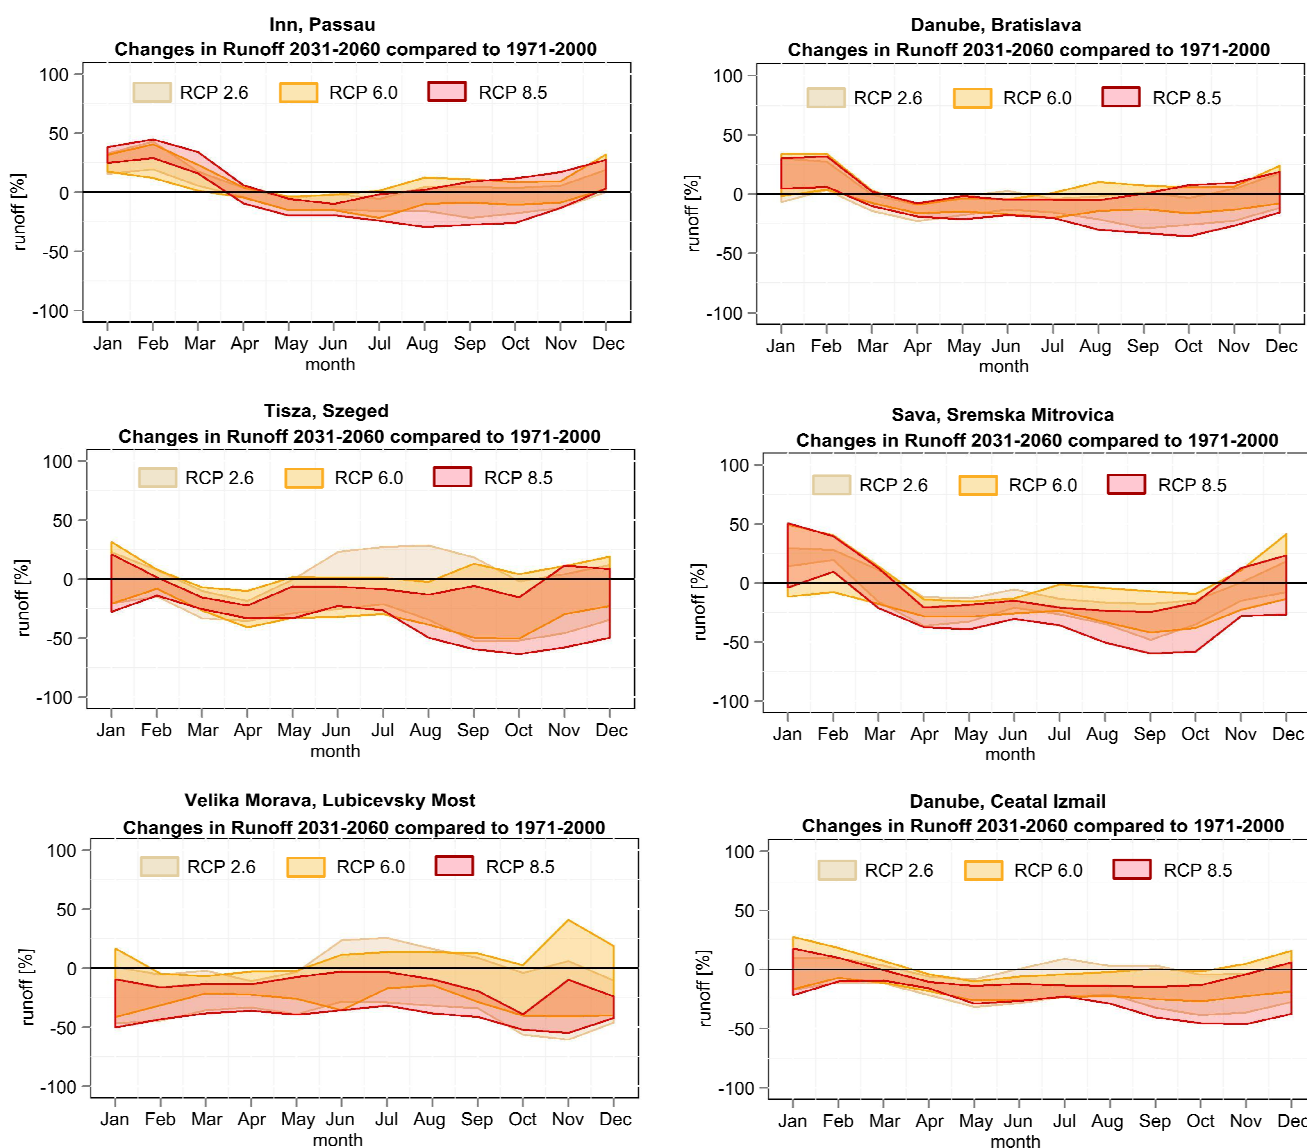 Inn, Passau
Changes in Runoff 2031-2060 compared to 1971-2000
100
RCP 2.6 RCP 6.0 RCP 8.5
50
0
-50
-100
runoff [%]
Jan Feb Mar Apr May Jun Jul Aug Sep Oct Nov Dec
month
Danube, Bratislava
Changes in Runoff 2031-2060 compared to 1971-2000
100
RCP 2.6 RCP 6.0 RCP 8.5
50
0
-50
-100
runoff [%]
Jan Feb Mar Apr May Jun Jul Aug Sep Oct Nov Dec
month
Tisza, Szeged
Changes in Runoff 2031-2060 compared to 1971-2000
100
RCP 2.6 RCP 6.0 RCP 8.5
50
0
-50
-100
runoff [%]
Jan Feb Mar Apr May Jun Jul Aug Sep Oct Nov Dec
month
Sava, Sremska Mitrovica
Changes in Runoff 2031-2060 compared to 1971-2000
100
RCP 2.6 RCP 6.0 RCP 8.5
50
0
-50
-100
runoff [%]
Jan Feb Mar Apr May Jun Jul Aug Sep Oct Nov Dec
month
Velika Morava, Lubicevsky Most
Changes in Runoff 2031-2060 compared to 1971-2000
100
RCP 2.6 RCP 6.0 RCP 8.5
50
0
-50
-100
runoff [%]
Jan Feb Mar Apr May Jun Jul Aug Sep Oct Nov Dec
month
Danube, Ceatal Izmail
Changes in Runoff 2031-2060 compared to 1971-2000
100
RCP 2.6 RCP 6.0 RCP 8.5
50
0
-50
-100
runoff [%]
Jan Feb Mar Apr May Jun Jul Aug Sep Oct Nov Dec
month